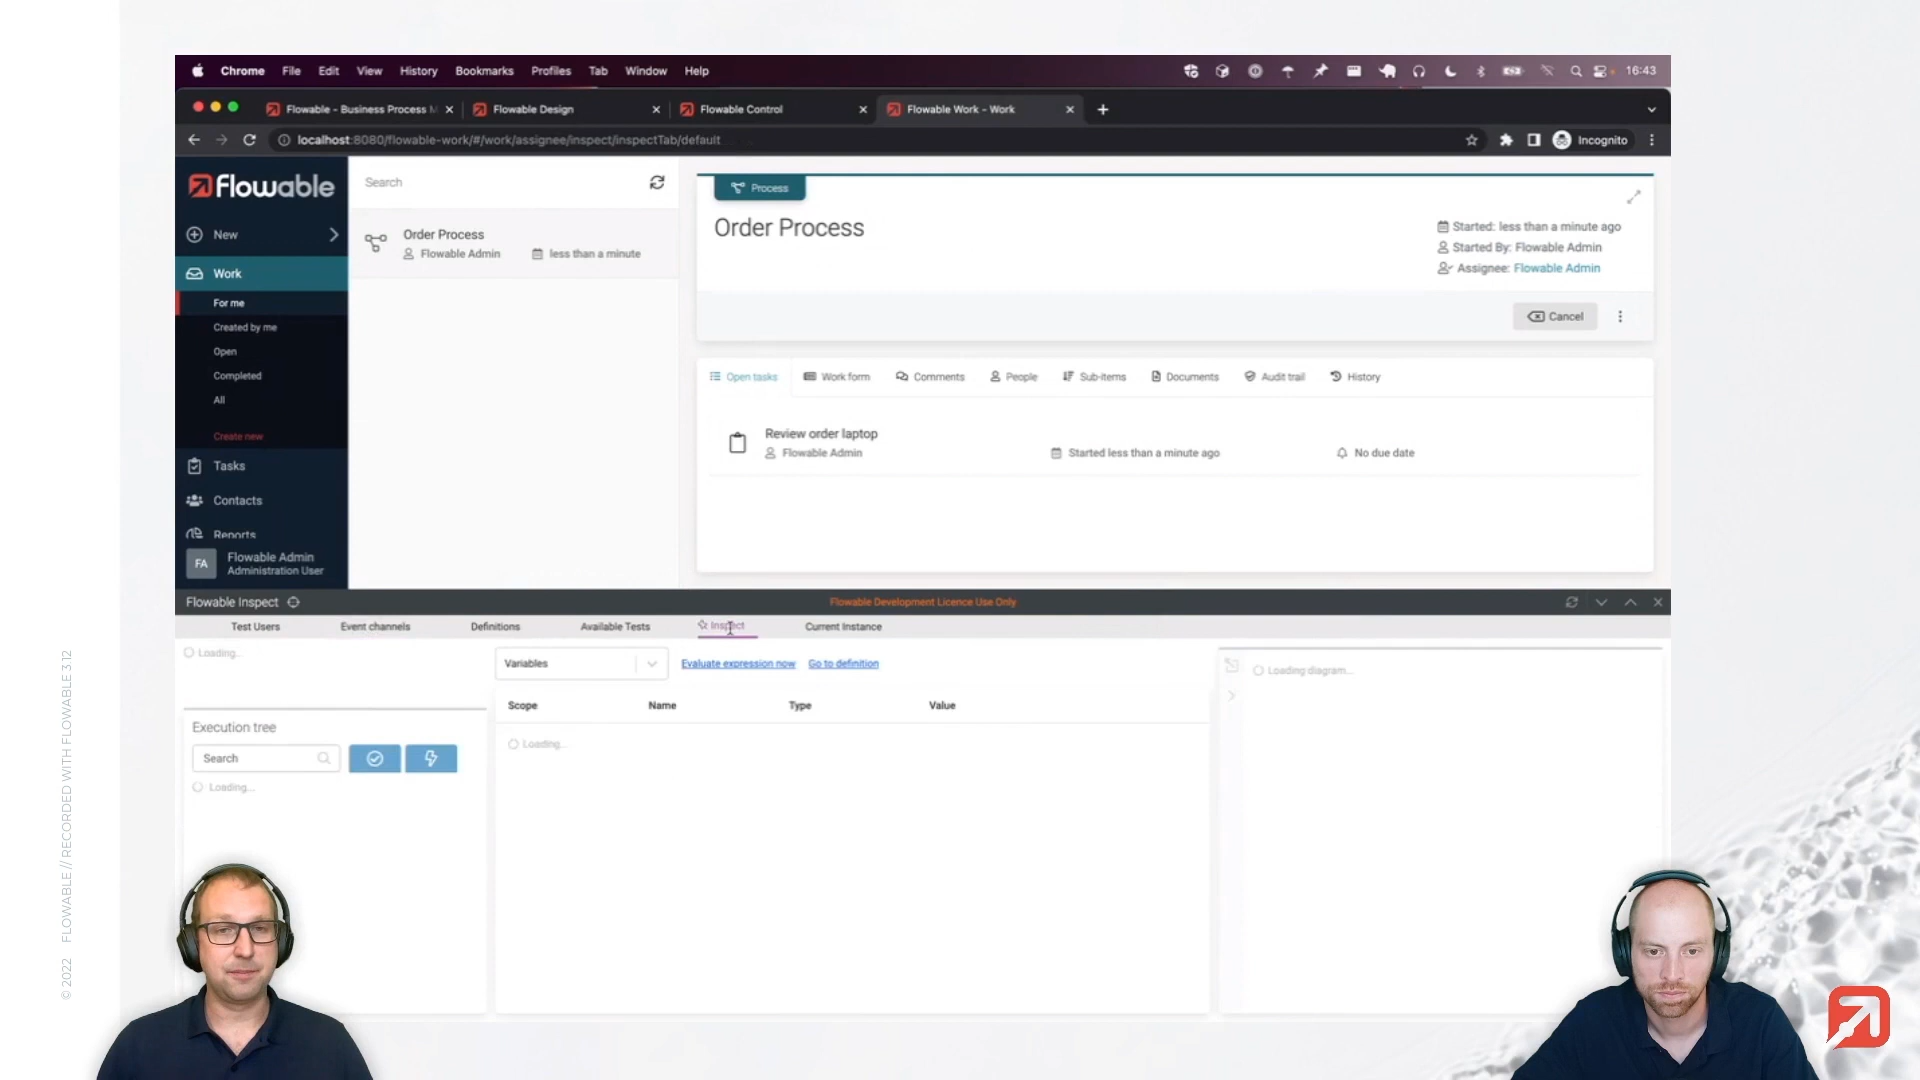 Chrome File Edit View History Bookmarks Profiles Tab Window Help 16:43
Flowable - Business Process M Flowable Design Flowable Control Flowable Work - Work
localhost:8080/flowable-work/#/work/assignee/inspect/inspectTab/default Incognito
Flowable
New
Work
For me
Created by me
Open
Completed
All
Create new
Tasks
Contacts
Reports
FA
Flowable Admin
Administration User
Search
Order Process
Flowable Admin less than a minute
Process
Order Process
Started: less than a minute ago
Started By: Flowable Admin
Assignee: Flowable Admin
Cancel
Open tasks Work form Comments People Sub-items Documents Audit trail History
Review order laptop
Flowable Admin Started less than a minute ago No due date
Flowable Inspect Flowable Development Licence Use Only
Test Users Event channels Definitions Available Tests Inspect Current Instance
Loading...
Execution tree
Search
Loading...
Variables Evaluate expression now Go to definition
Scope Name Type Value
Loading...
Loading diagram...
© 2022 FLOWABLE // RECORDED WITH FLOWABLE 3.12